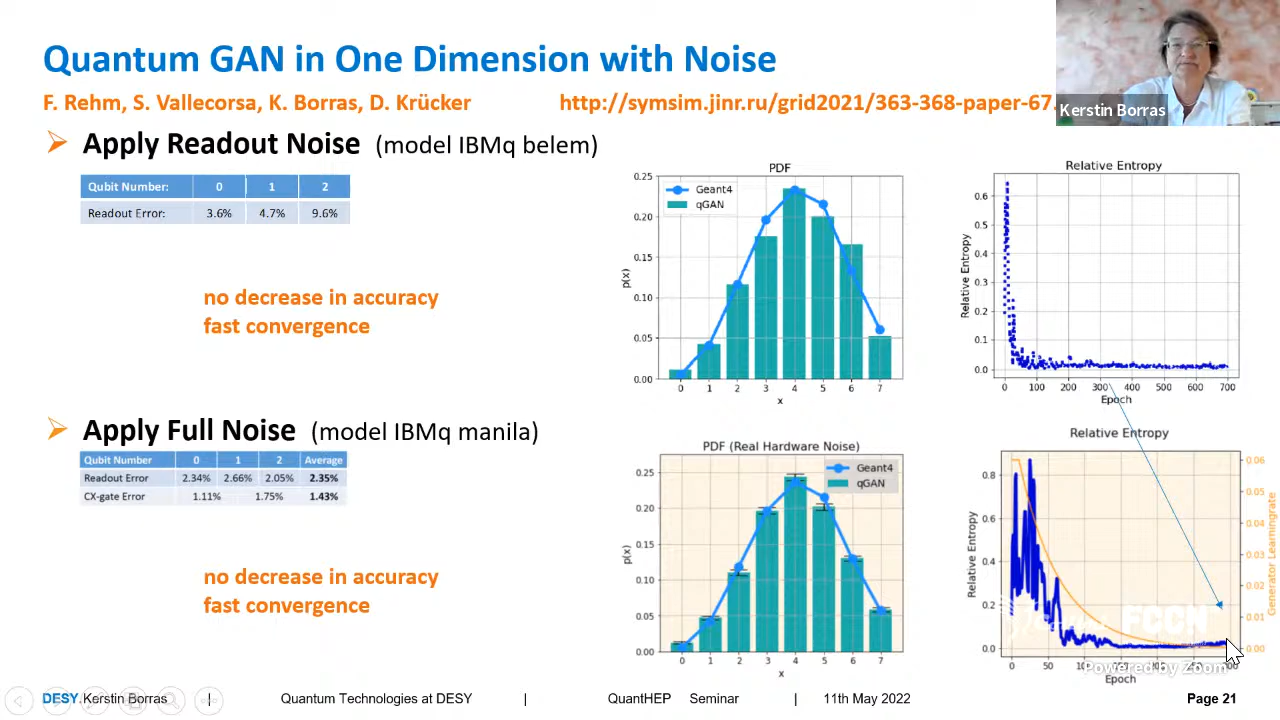 Quantum GAN in One Dimension with Noise
F. Rehm, S. Vallecorsa, K. Borras, D. Krücker
http://symsim.jinr.ru/grid2021/363-368-paper-67.
Kerstin Borras
Apply Readout Noise (model IBMq belem)
Qubit Number: 0 1 2
Readout Error: 3.6% 4.7% 9.6%
no decrease in accuracy
fast convergence
PDF
Geant4
qGAN
p(x)
0.25
0.20
0.15
0.10
0.05
0.00
0 1 2 3 4 5 6 7
x
Relative Entropy
Relative Entropy
0.6
0.5
0.4
0.3
0.2
0.1
0.0
0 100 200 300 400 500 600 700
Epoch
Apply Full Noise (model IBMq manila)
Qubit Number 0 1 2 Average
Readout Error 2.34% 2.66% 2.05% 2.35%
CX-gate Error 1.11% 1.75% 1.43%
no decrease in accuracy
fast convergence
PDF (Real Hardware Noise)
Geant4
qGAN
p(x)
0.25
0.20
0.15
0.10
0.05
0.00
0 1 2 3 4 5 6 7
x
Relative Entropy
Relative Entropy
0.8
0.6
0.4
0.2
0.0
0.06
0.05
0.04
0.03
0.02
0.01
0.00
Generator Learningrate
FCCN
0 50 100 150 200 250
Powered by Zoom
Epoch
DESY. Kerstin Borras | Quantum Technologies at DESY | QuantHEP Seminar | 11th May 2022 Page 21